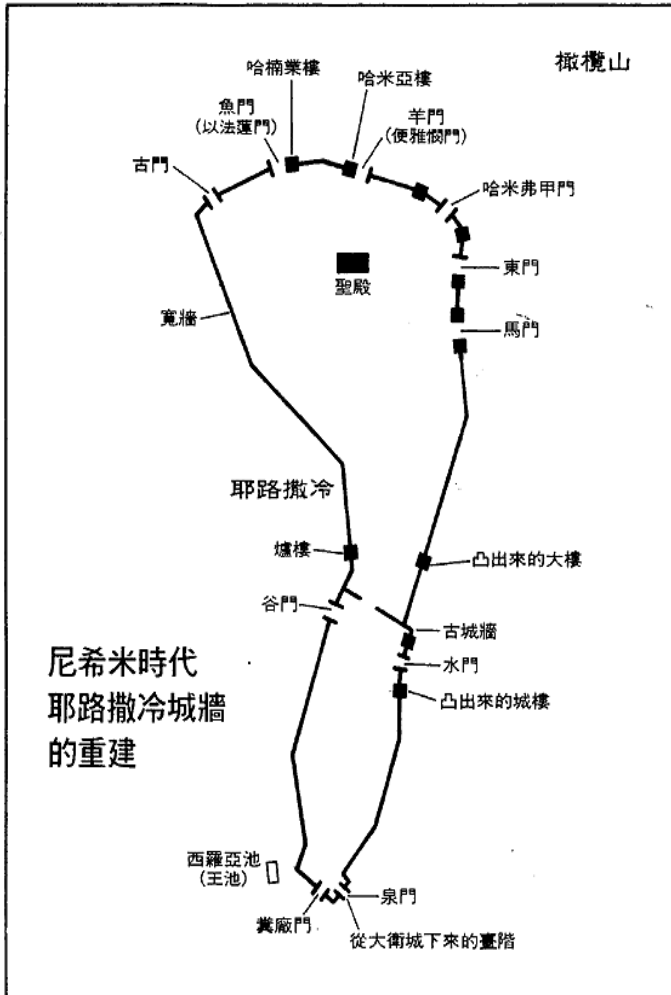 橄欖山
哈楠業樓
哈米亞樓
魚門
(以法蓮門)
羊門
(便雅憫門)
古門
哈米弗甲門
東門
聖殿
寬牆
馬門
耶路撒冷
爐樓
凸出來的大樓
谷門
古城牆
水門
凸出來的城樓
尼希米時代
耶路撒冷城牆
的重建
西羅亞池
(王池)
泉門
糞廠門
從大衛城下來的臺階